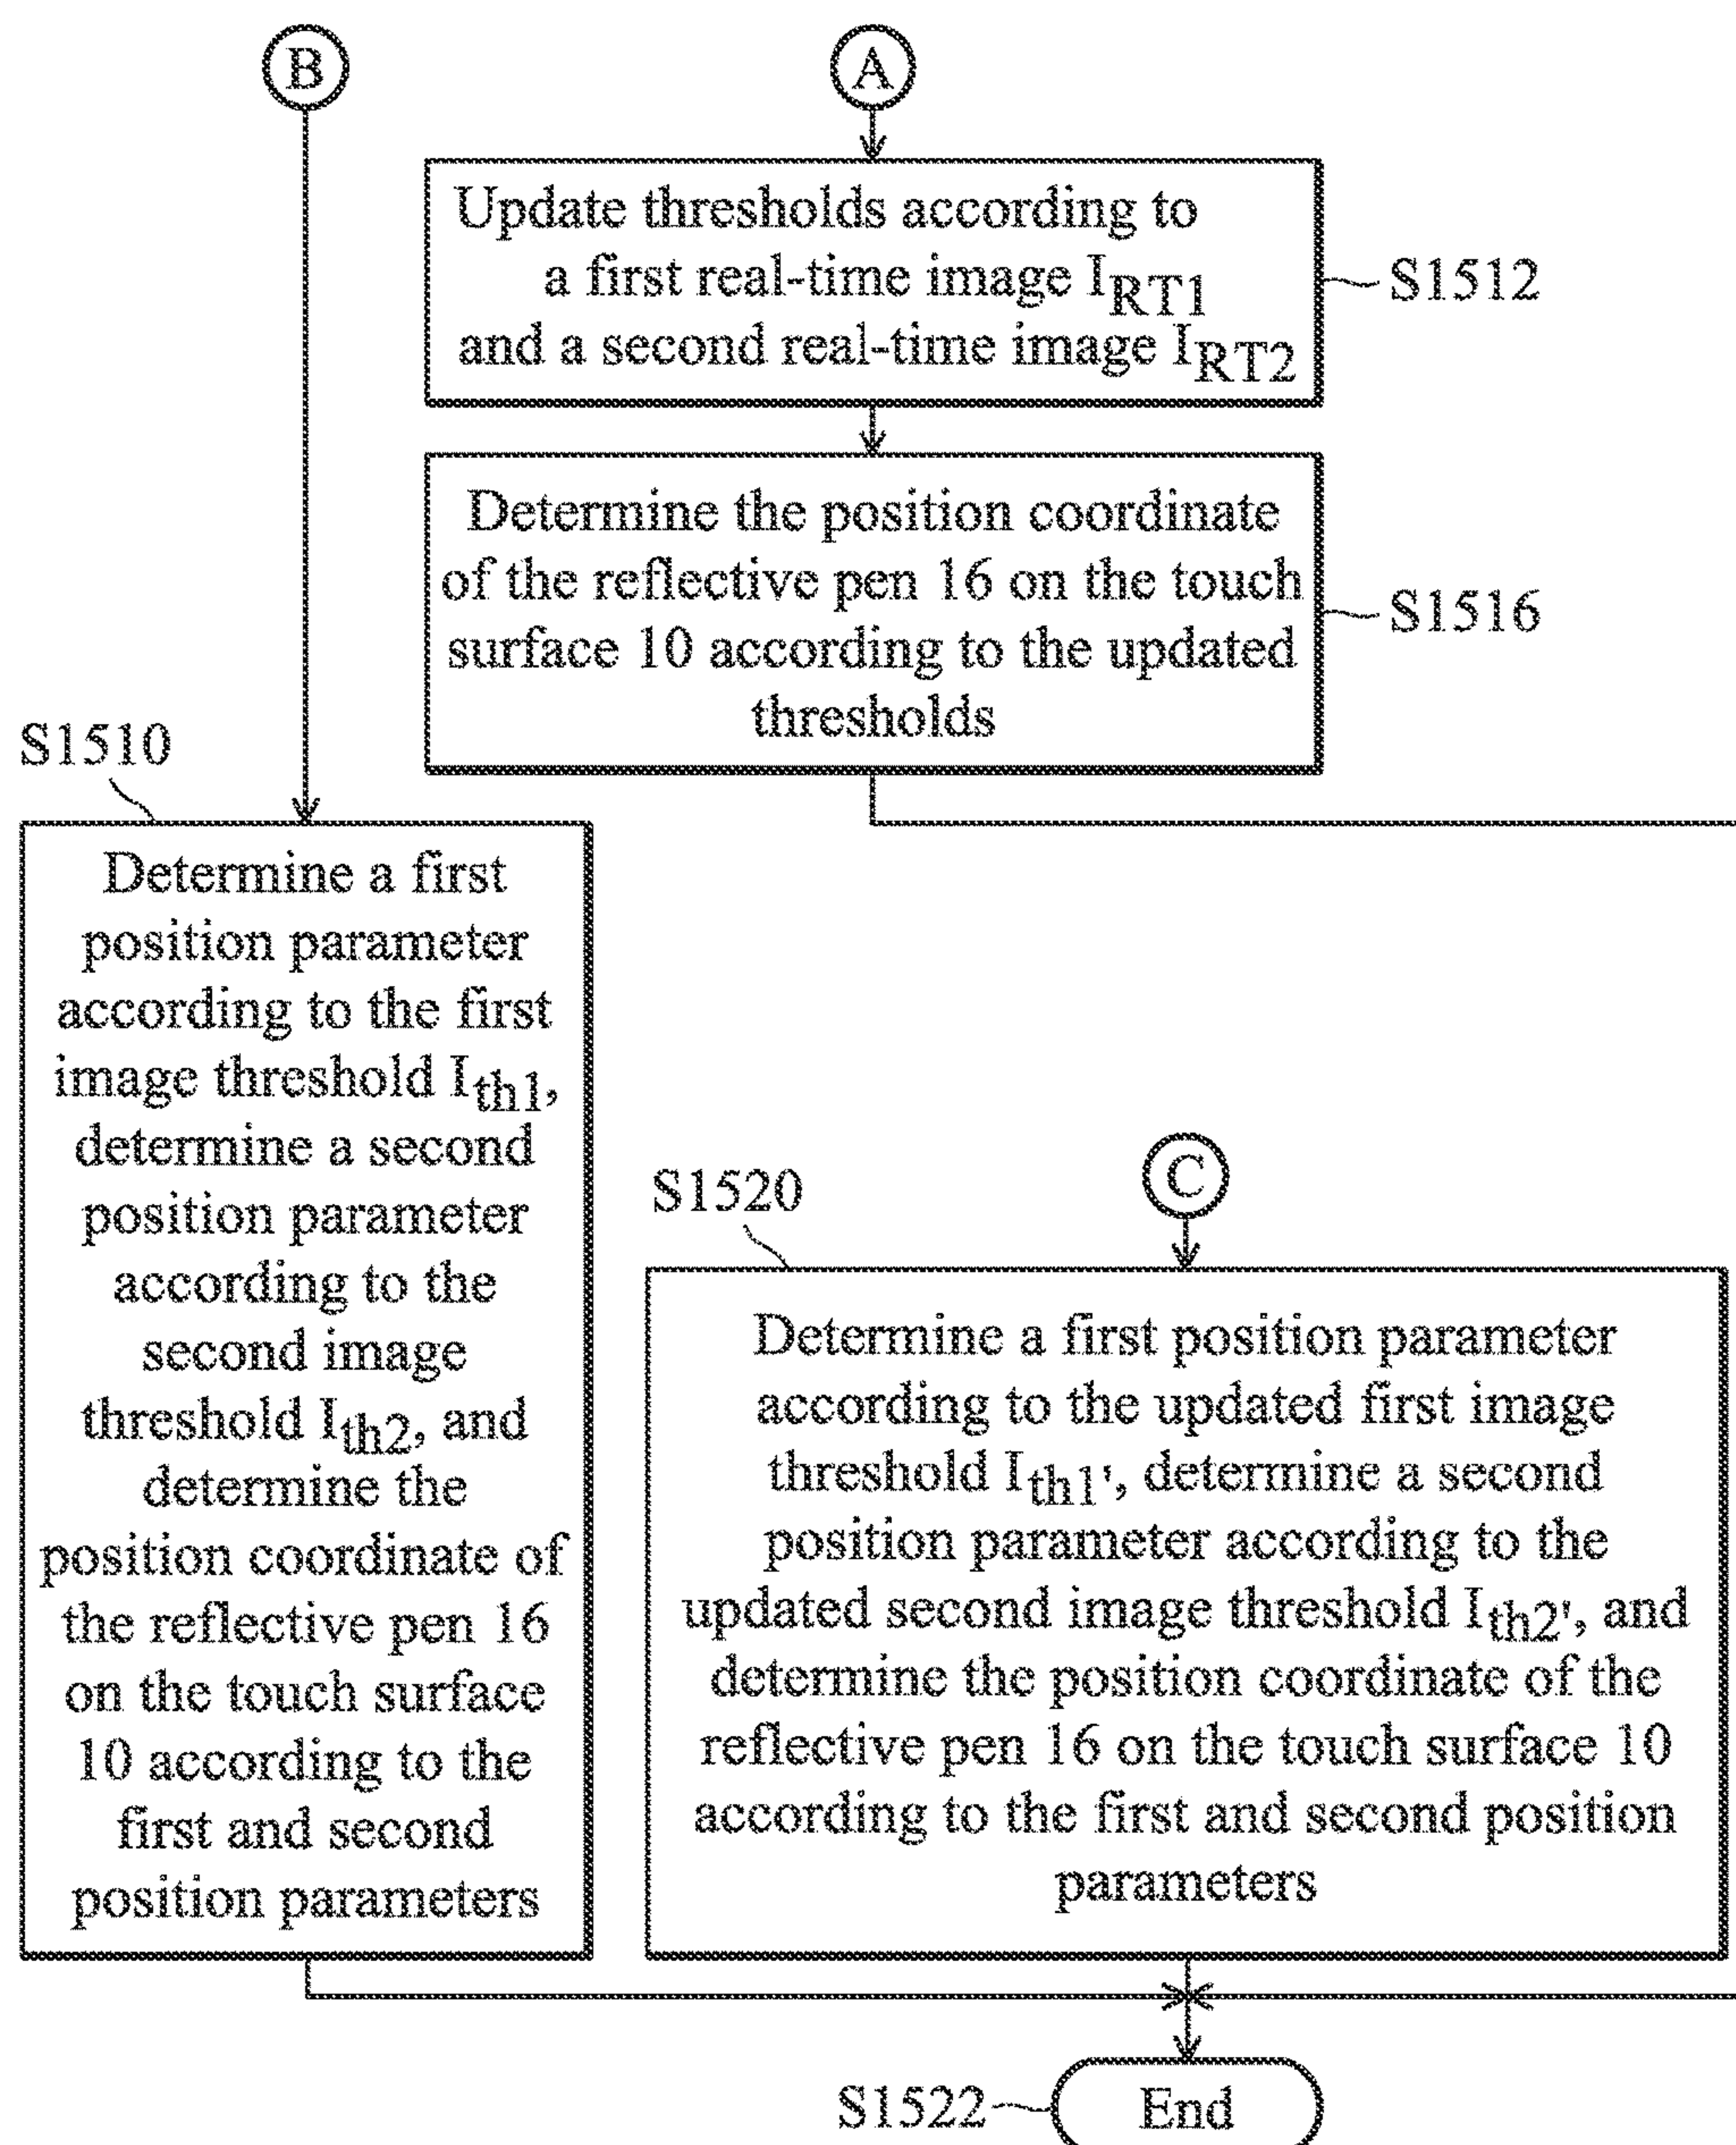 B
A
Update thresholds according to
a first real-time image I_RT1
and a second real-time image I_RT2
S1512
Determine the position coordinate
of the reflective pen 16 on the touch
surface 10 according to the updated
thresholds
S1516
S1510
Determine a first
position parameter
according to the first
image threshold I_th1,
determine a second
position parameter
according to the
second image
threshold I_th2, and
determine the
position coordinate of
the reflective pen 16
on the touch surface
10 according to the
first and second
position parameters
C
S1520
Determine a first position parameter
according to the updated first image
threshold I_th1', determine a second
position parameter according to the
updated second image threshold I_th2', and
determine the position coordinate of the
reflective pen 16 on the touch surface 10
according to the first and second position
parameters
S1522
End